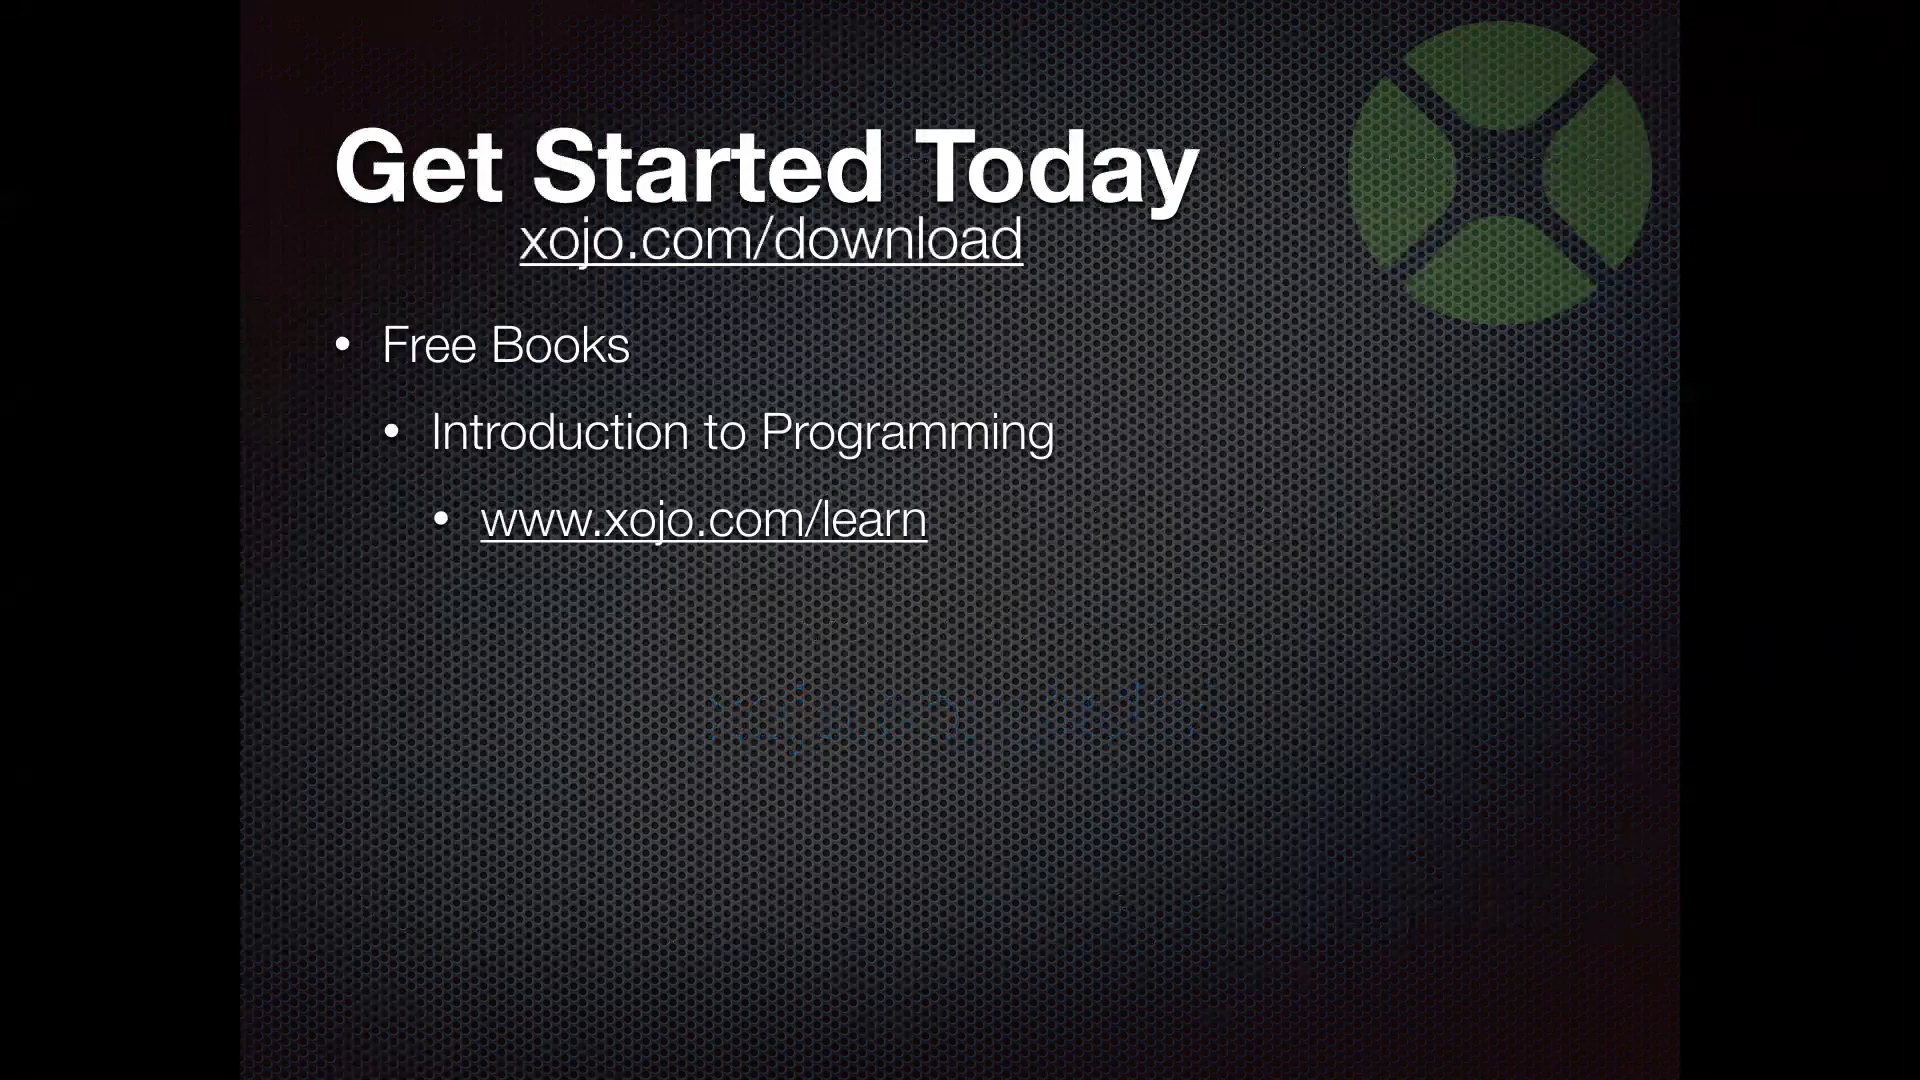 Get Started Today
xojo.com/download
• Free Books
• Introduction to Programming
• www.xojo.com/learn